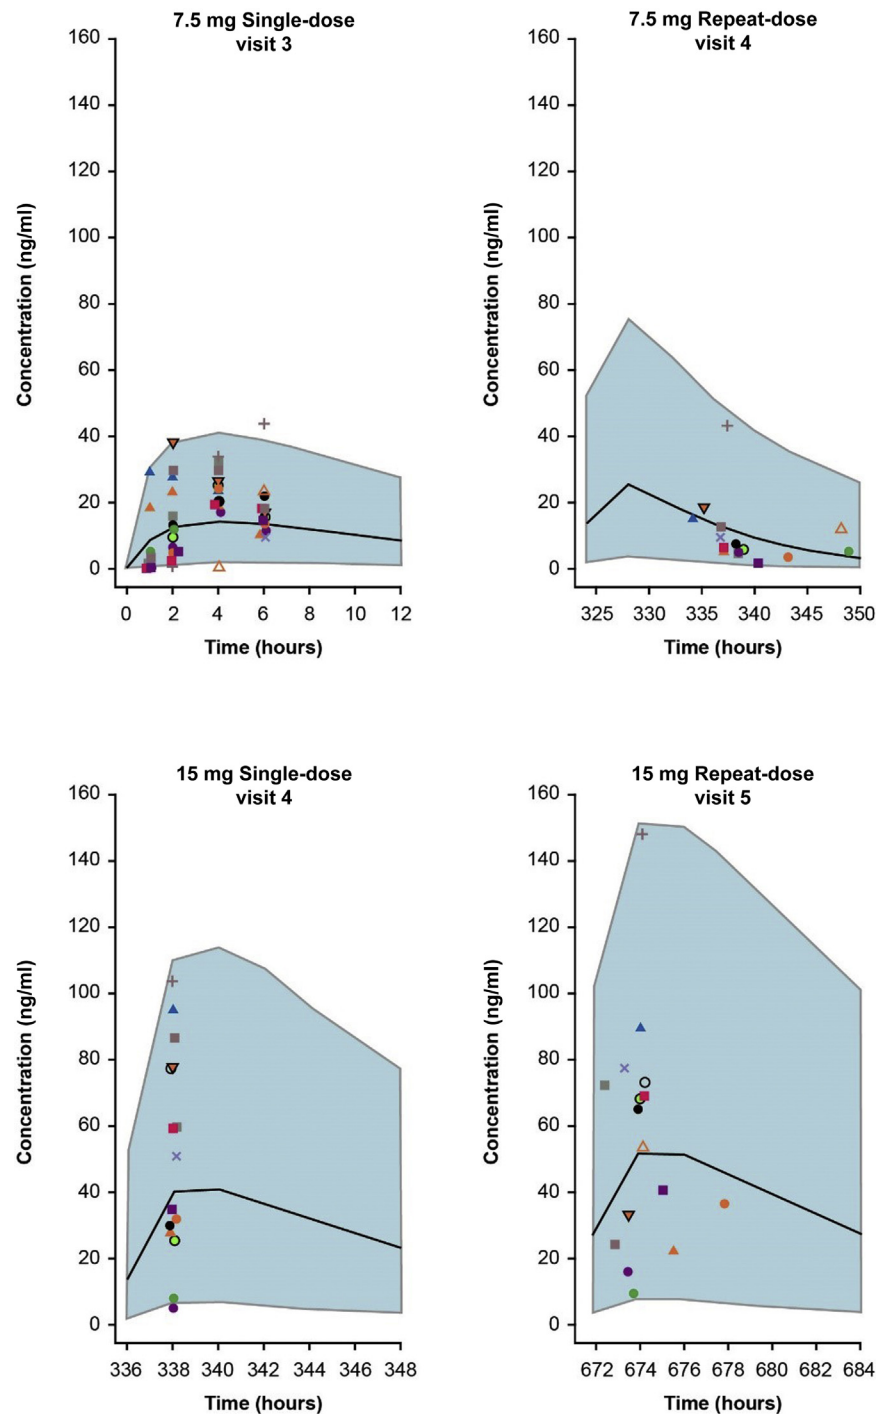 7.5 mg Single-dose
visit 3
160
140
120
100
80
60
40
20
0
Concentration (ng/ml)
0 2 4 6 8 10 12
Time (hours)
7.5 mg Repeat-dose
visit 4
160
140
120
100
80
60
40
20
0
Concentration (ng/ml)
325 330 335 340 345 350
Time (hours)
15 mg Single-dose
visit 4
160
140
120
100
80
60
40
20
0
Concentration (ng/ml)
336 338 340 342 344 346 348
Time (hours)
15 mg Repeat-dose
visit 5
160
140
120
100
80
60
40
20
0
Concentration (ng/ml)
672 674 676 678 680 682 684
Time (hours)